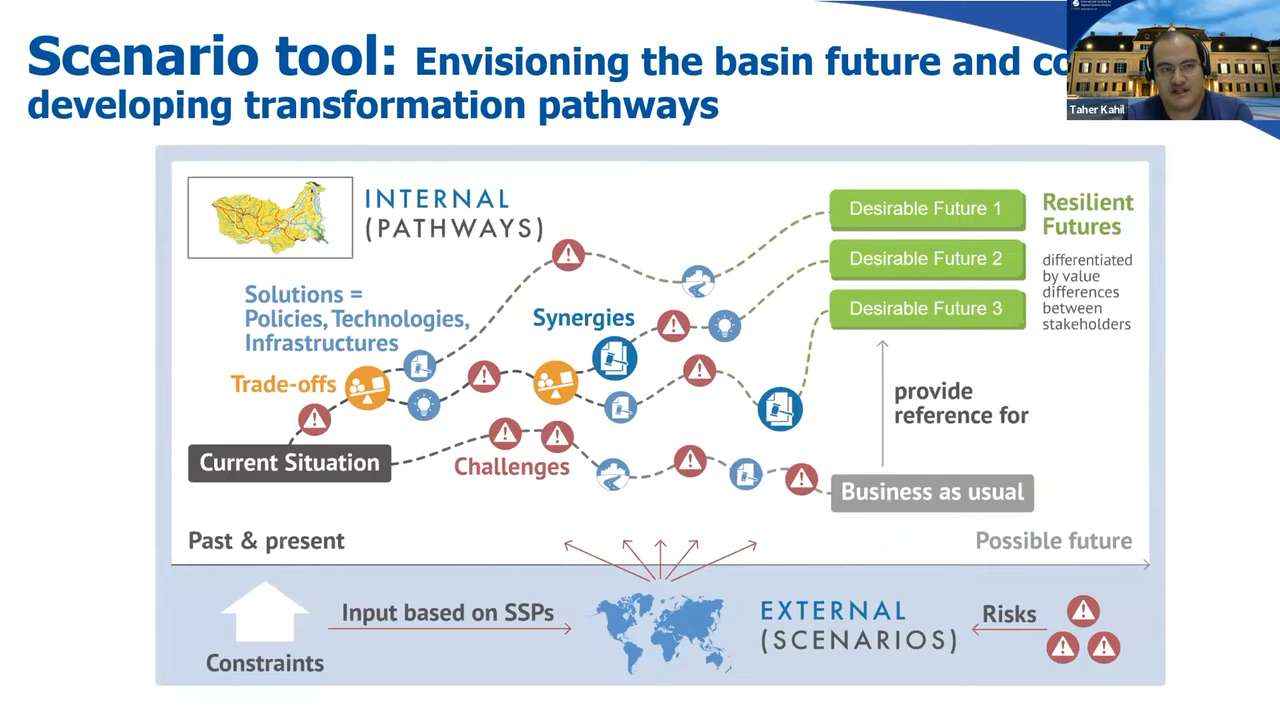 Scenario tool: Envisioning the basin future and co
developing transformation pathways
Taher Kahil
INTERNAL
(PATHWAYS)
Solutions =
Policies, Technologies,
Infrastructures
Trade-offs
Synergies
Current Situation
Challenges
Desirable Future 1
Desirable Future 2
Desirable Future 3
Resilient
Futures
differentiated
by value
differences
between
stakeholders
provide
reference for
Business as usual
Past & present
Possible future
Constraints
Input based on SSPs
EXTERNAL
(SCENARIOS)
Risks